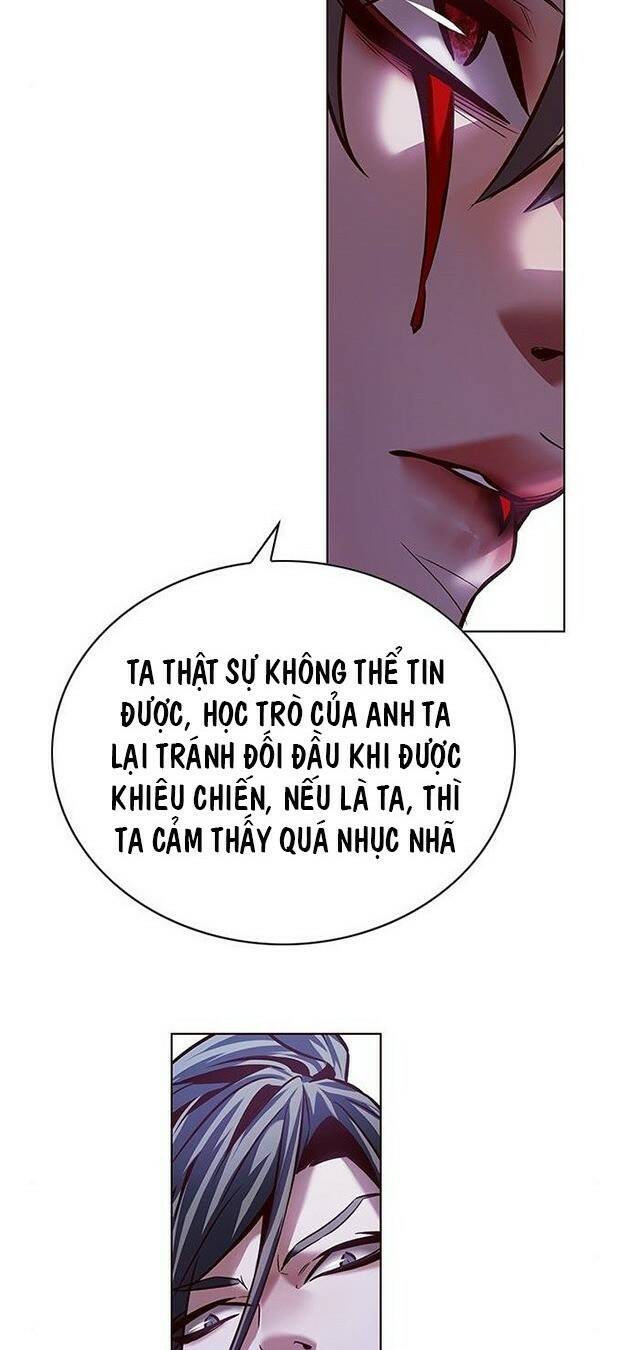 TA THẬT SỰ KHÔNG THỂ TIN
ĐƯỢC, HỌC TRÒ CỦA ANH TA
LẠI TRÁNH ĐỐI ĐẦU KHI ĐƯỢC
KHIÊU CHIẾN, NẾU LÀ TA, THÌ
TA CẢM THẤY QUÁ NHỤC NHÃ